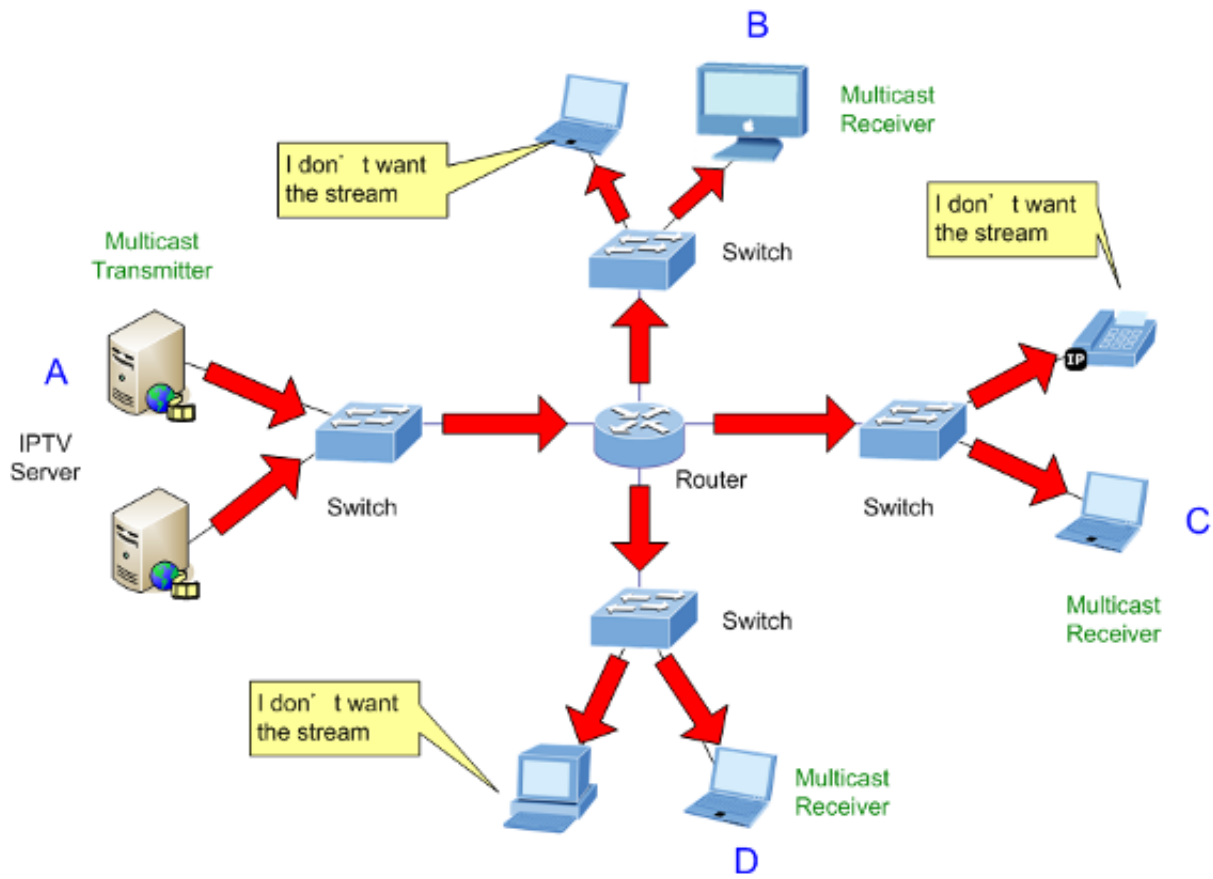 B
Multicast
Receiver
I don’ t want
the stream
I don’ t want
the stream
Switch
Multicast
Transmitter
A
IP
IPTV
Server
Router
Switch
Switch
C
Switch
Multicast
Receiver
I don’ t want
the stream
Multicast
Receiver
D